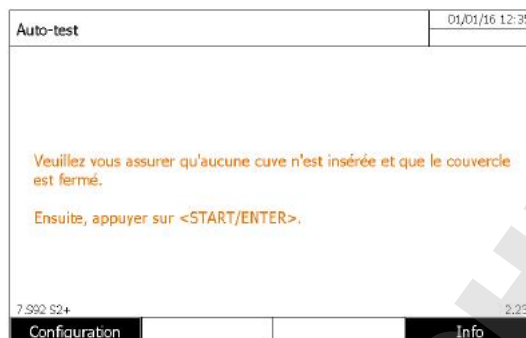 Auto-test
01/01/16 12:35
Veuillez vous assurer qu'aucune cuve n'est insérée et que le couvercle
est fermé.
Ensuite, appuyer sur <START/ENTER>.
7.S92 S2+
2.23
Configuration
Info